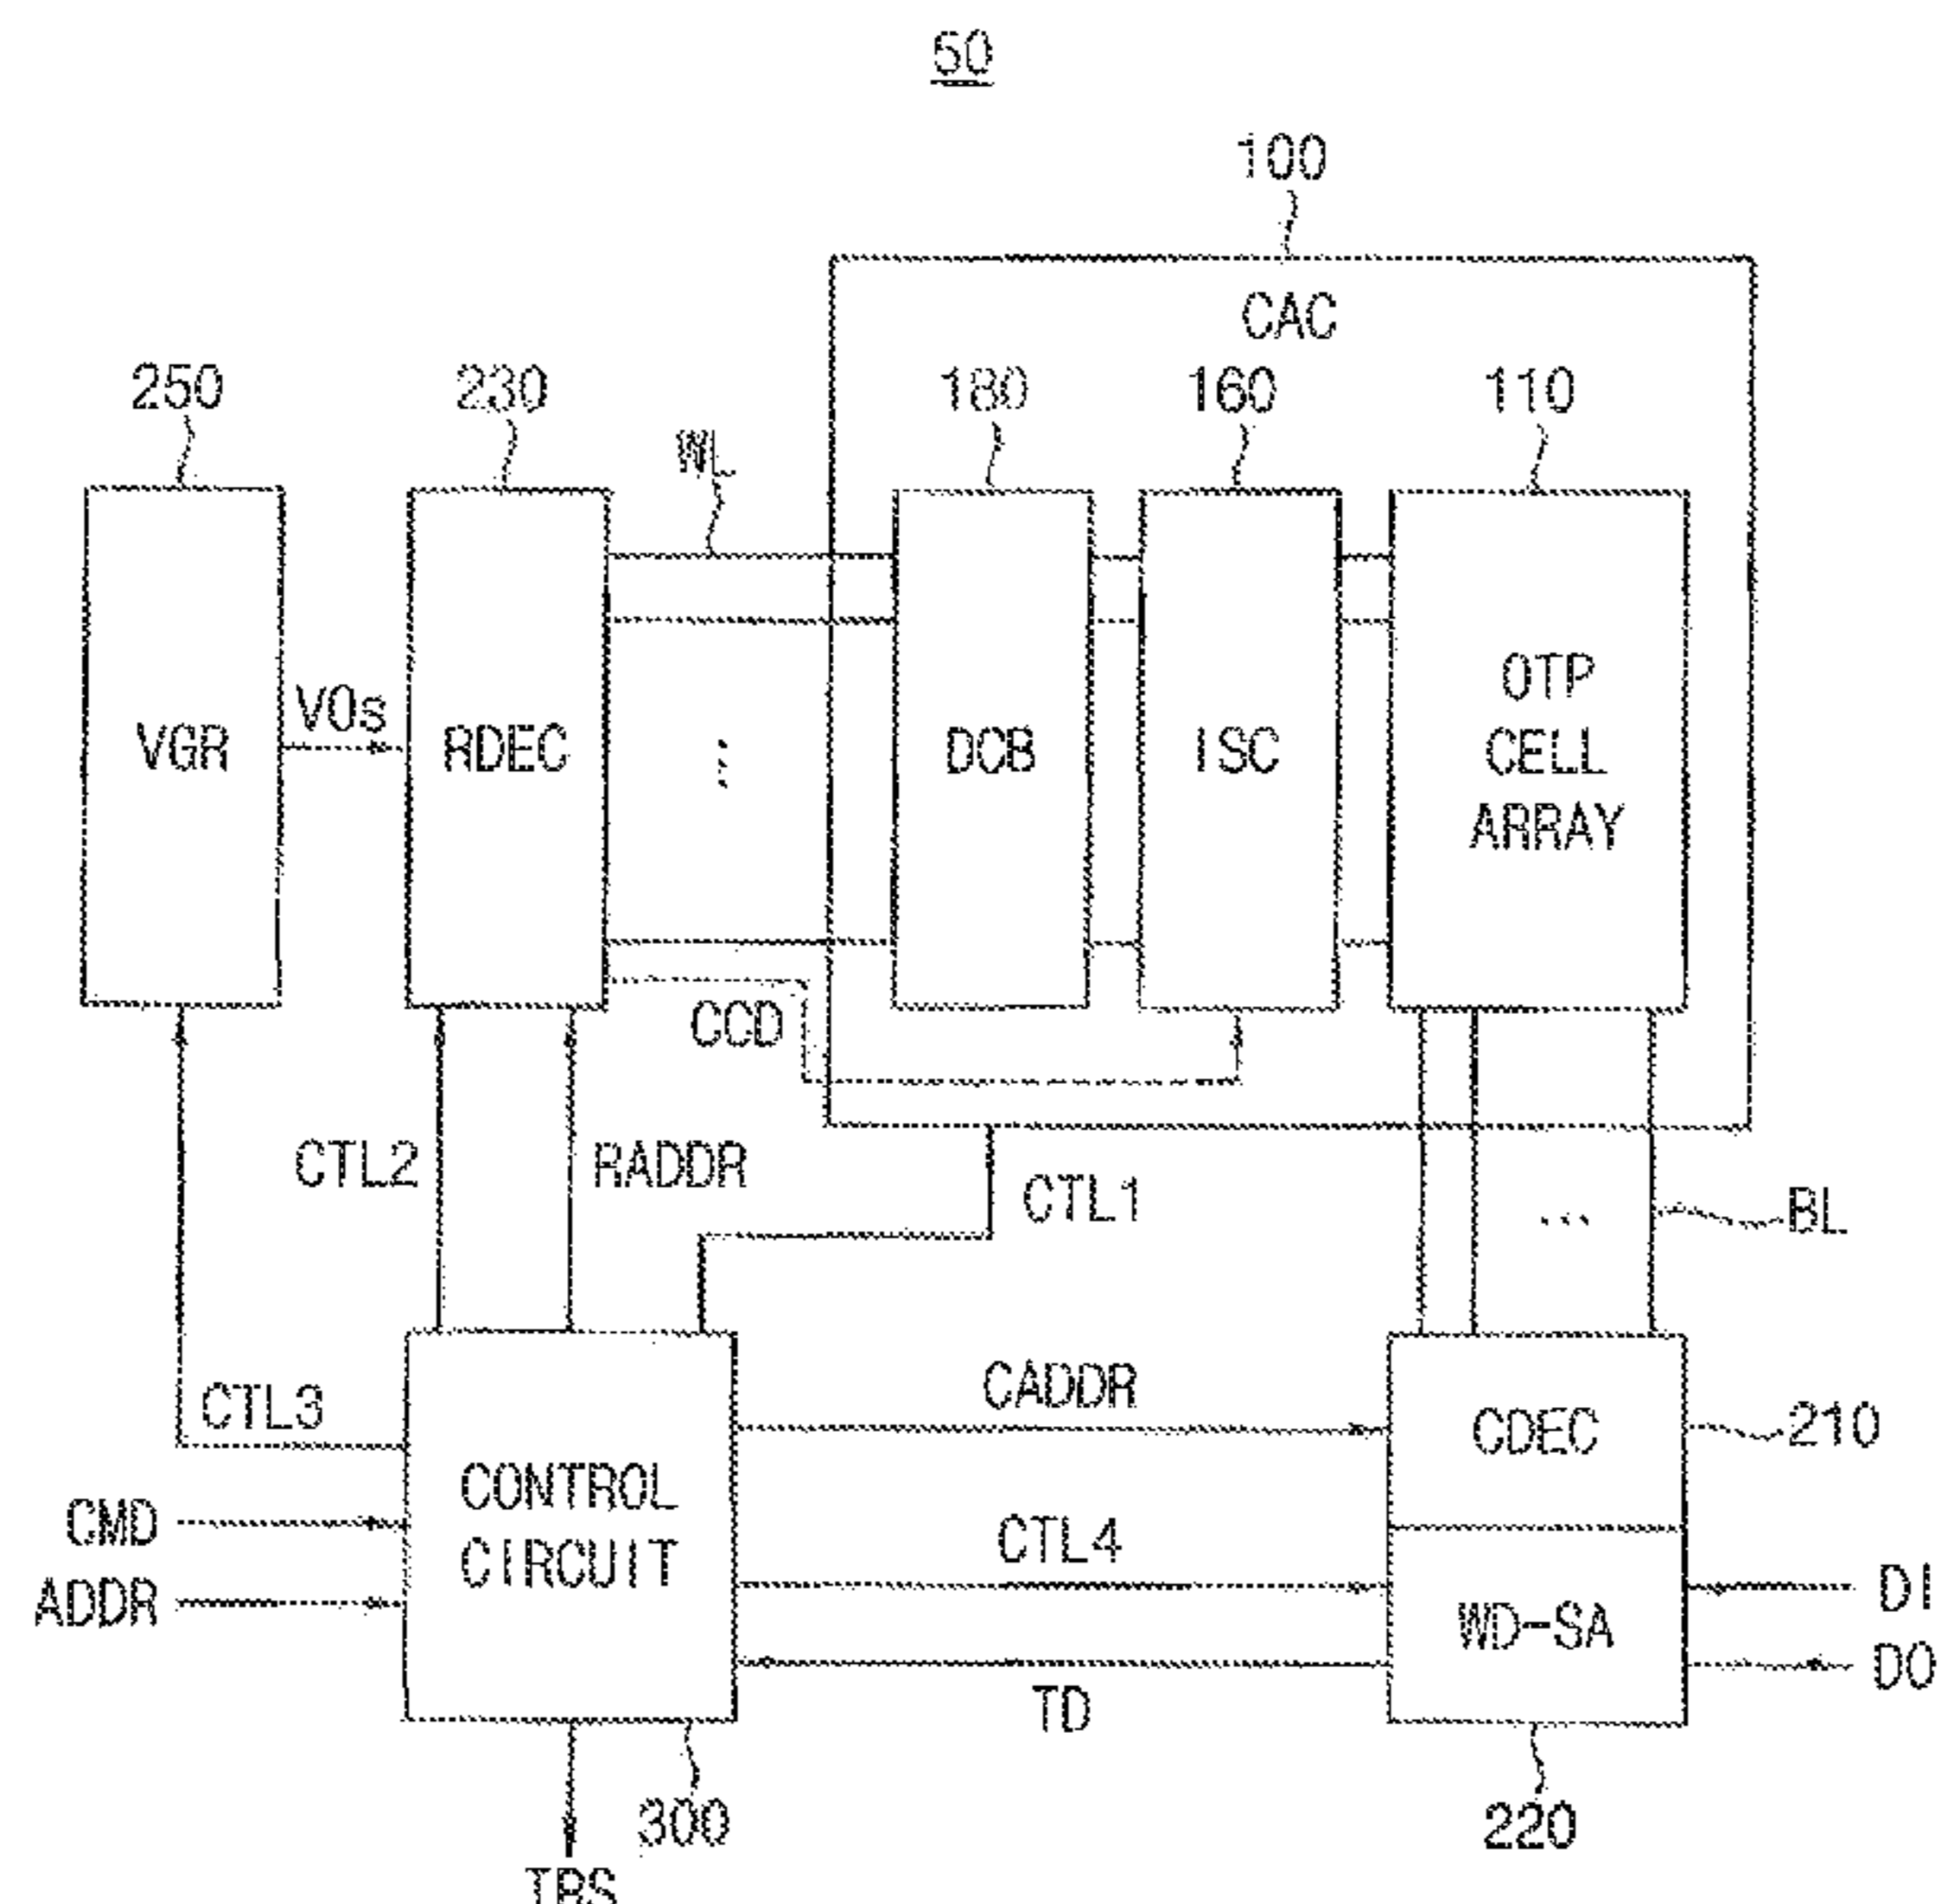 50
100
CAC
250
230
180
160
110
WL
VGR
VOs
RDEC
DCB
ISC
OTP
CELL
ARRAY
CCD
CTL2
RADDR
CTL1
BL
CTL3
CADDR
CDEC
210
CONTROL
CIRCUIT
CMD
ADDR
CTL4
WD-SA
DI
DO
TD
300
220
TRS